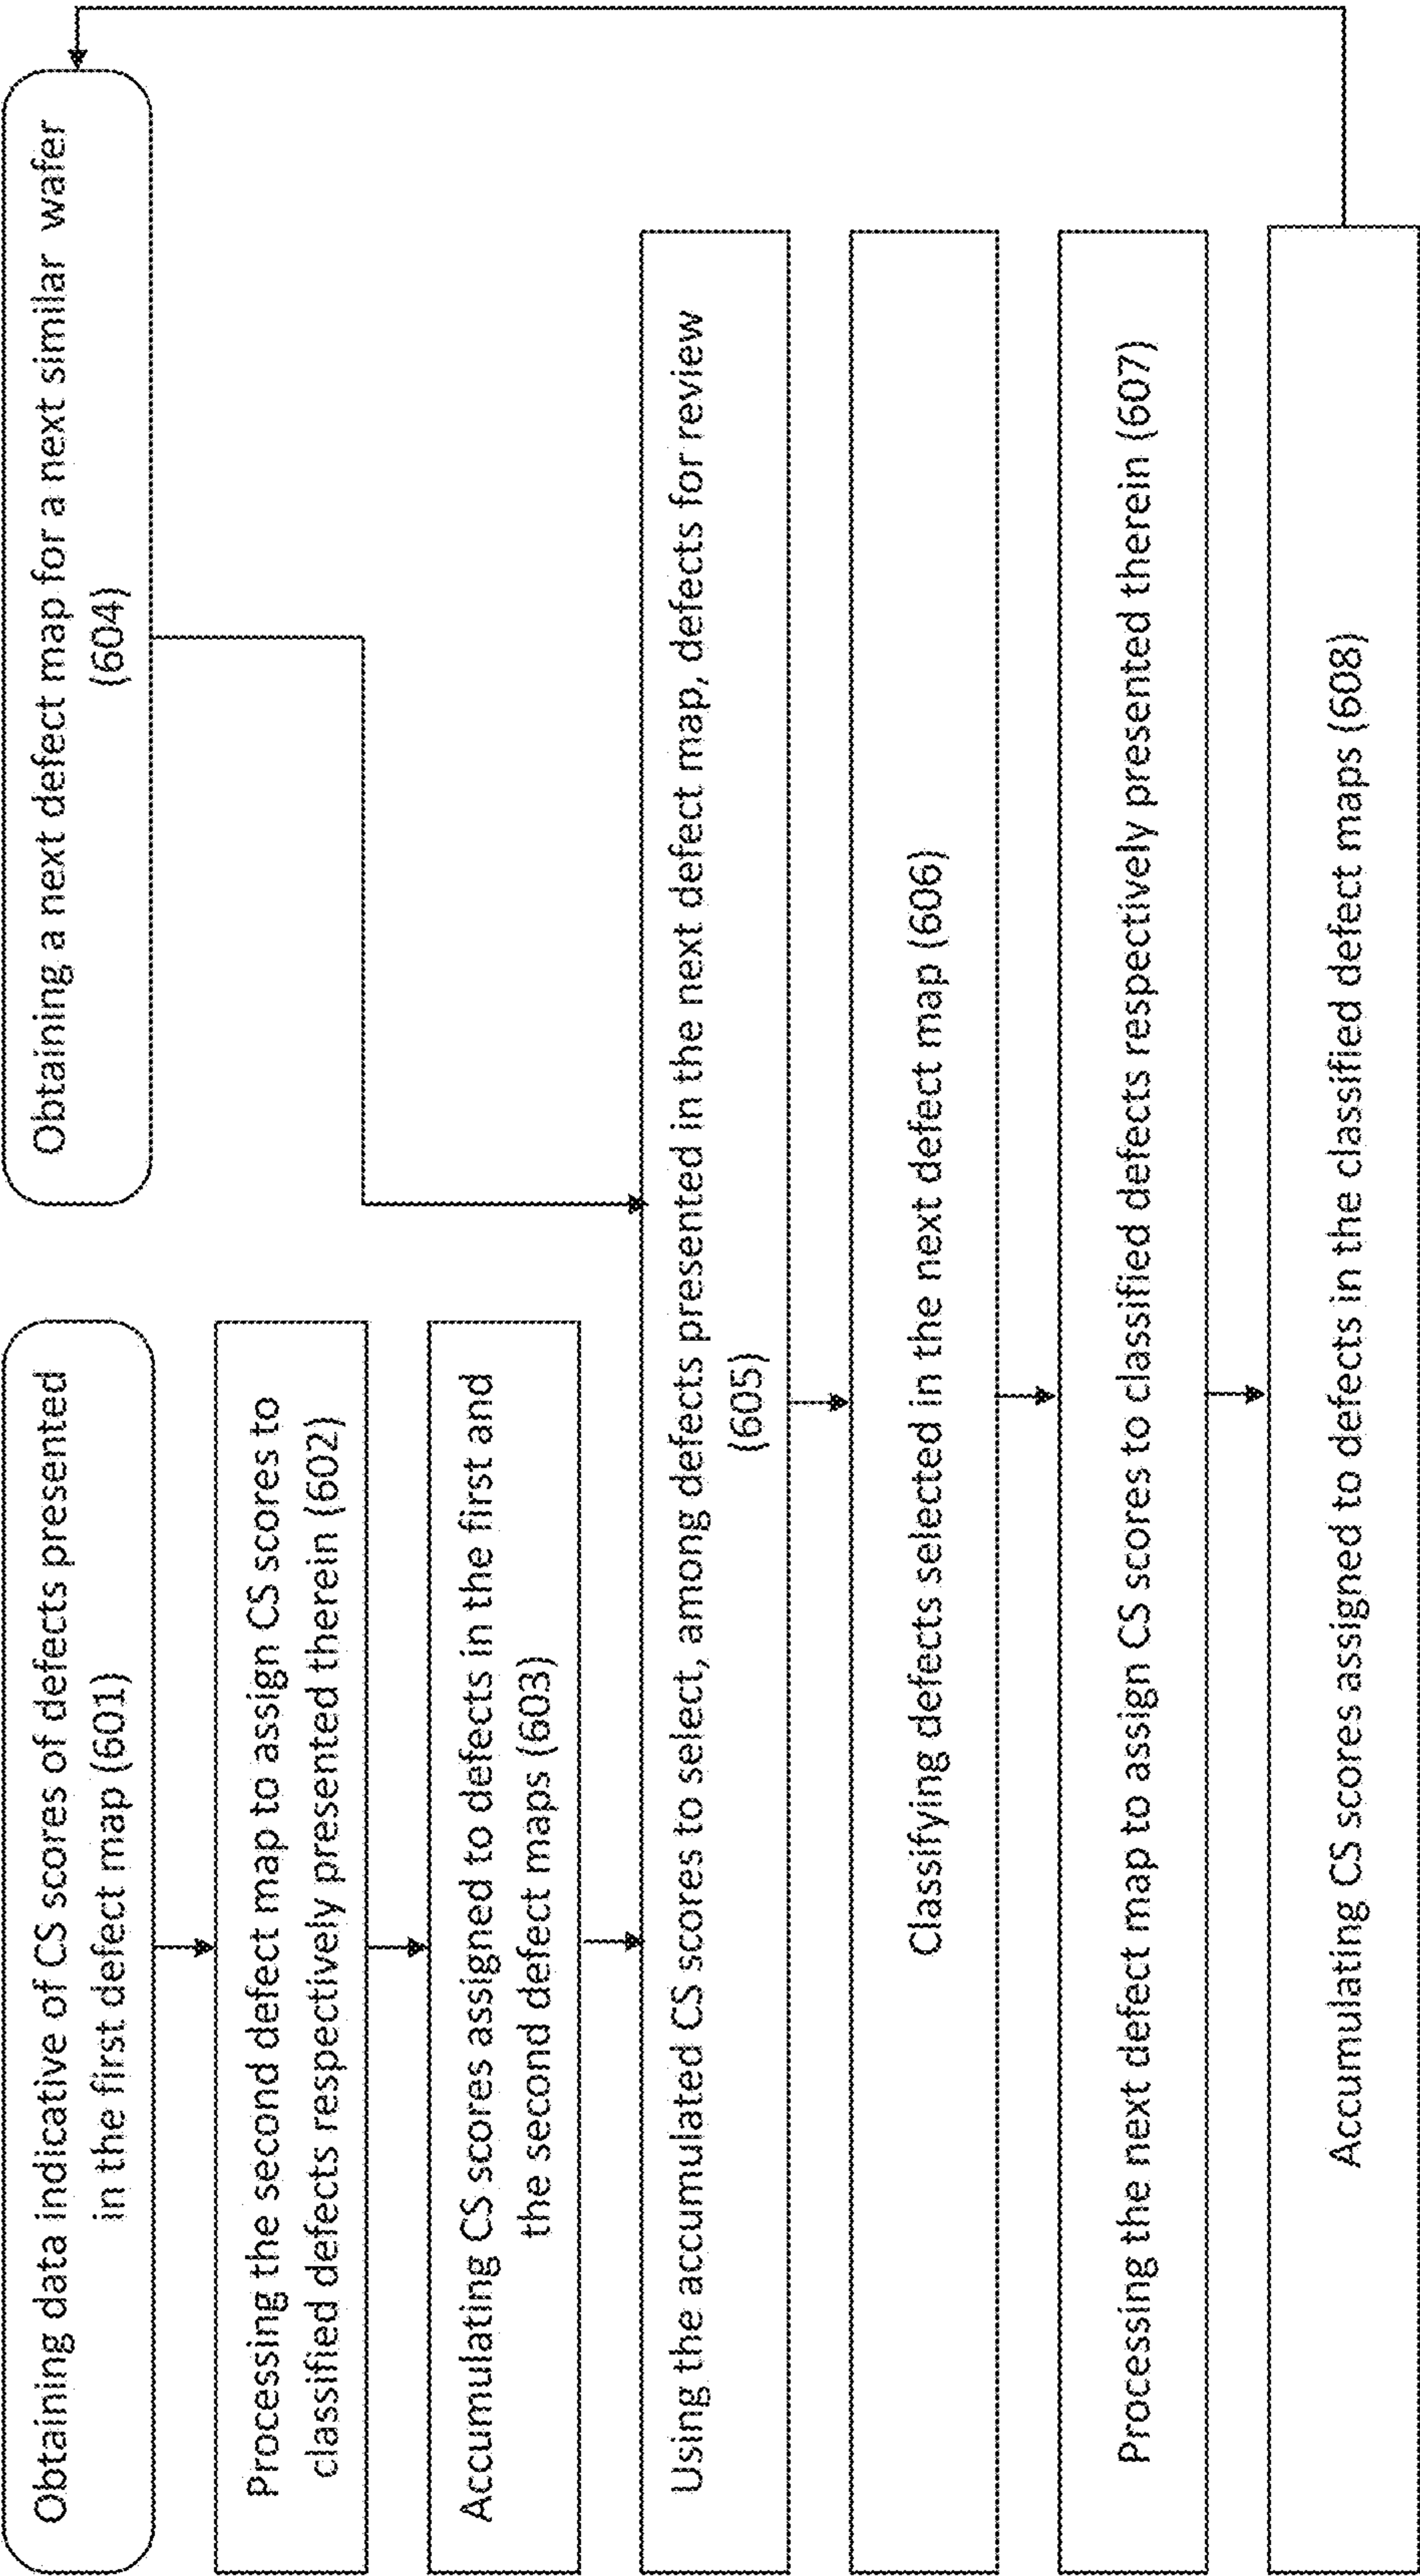 Obtaining data indicative of CS scores of defects presented
in the first defect map (601)
Processing the second defect map to assign CS scores to
classified defects respectively presented therein (602)
Accumulating CS scores assigned to defects in the first and
the second defect maps (603)
Obtaining a next defect map for a next similar wafer
(604)
Using the accumulated CS scores to select, among defects presented in the next defect map, defects for review
(605)
Classifying defects selected in the next defect map (606)
Processing the next defect map to assign CS scores to classified defects respectively presented therein (607)
Accumulating CS scores assigned to defects in the classified defect maps (608)